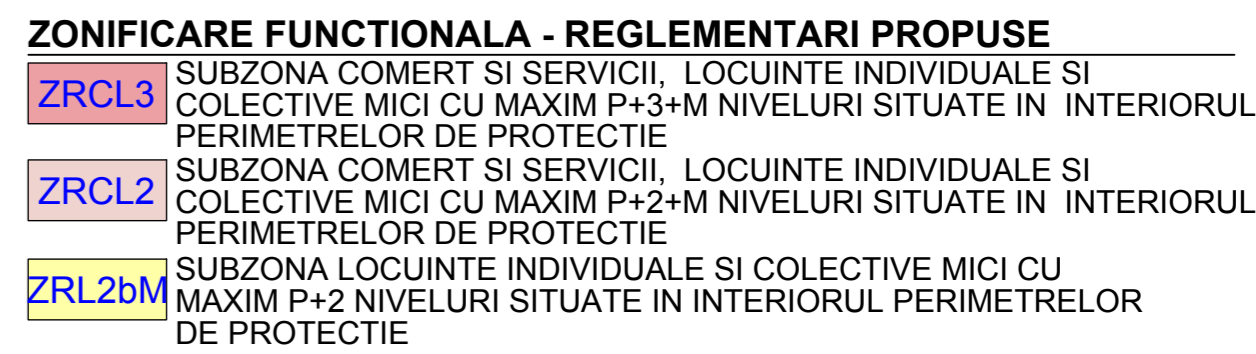 ZONIFICARE FUNCTIONALA - REGLEMENTARI PROPUSE
ZRCL3
SUBZONA COMERT SI SERVICII, LOCUINTE INDIVIDUALE SI
COLECTIVE MICI CU MAXIM P+3+M NIVELURI SITUATE IN INTERIORUL
PERIMETRELOR DE PROTECTIE
ZRCL2
SUBZONA COMERT SI SERVICII, LOCUINTE INDIVIDUALE SI
COLECTIVE MICI CU MAXIM P+2+M NIVELURI SITUATE IN INTERIORUL
PERIMETRELOR DE PROTECTIE
ZRL2bM
SUBZONA LOCUINTE INDIVIDUALE SI COLECTIVE MICI CU
MAXIM P+2 NIVELURI SITUATE IN INTERIORUL PERIMETRELOR
DE PROTECTIE